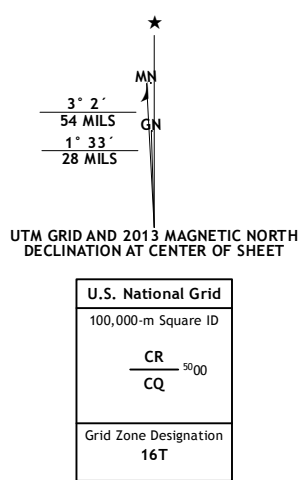 ★
MN
3° 2´
54 MILS
GN
1° 33´
28 MILS
UTM GRID AND 2013 MAGNETIC NORTH
DECLINATION AT CENTER OF SHEET
U.S. National Grid
100,000-m Square ID
CR
5000
CQ
Grid Zone Designation
16T